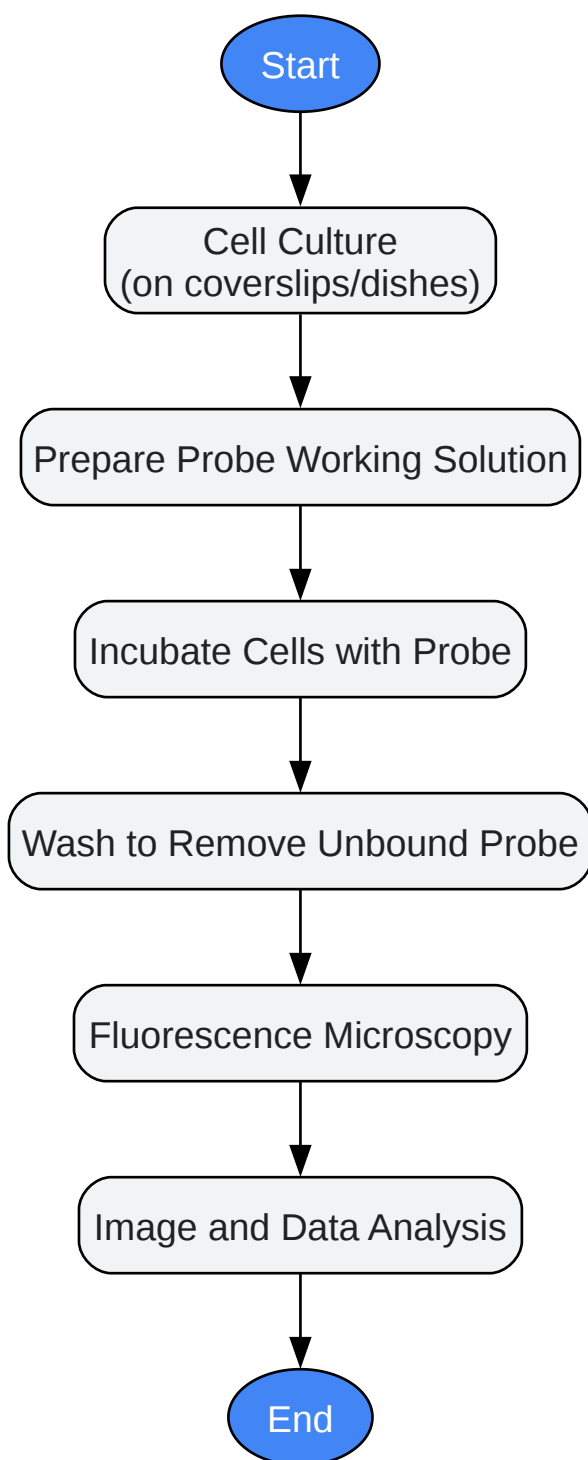 Start
Cell Culture
(on coverslips/dishes)
Prepare Probe Working Solution
Incubate Cells with Probe
Wash to Remove Unbound Probe
Fluorescence Microscopy
Image and Data Analysis
End